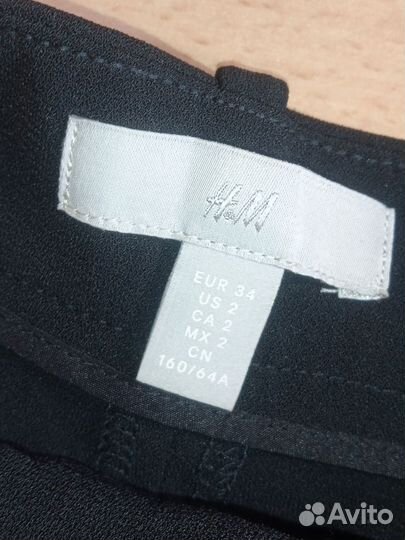 H&M
EUR 34
US 2
CA 2
MX 2
CN
160/64A
Avito